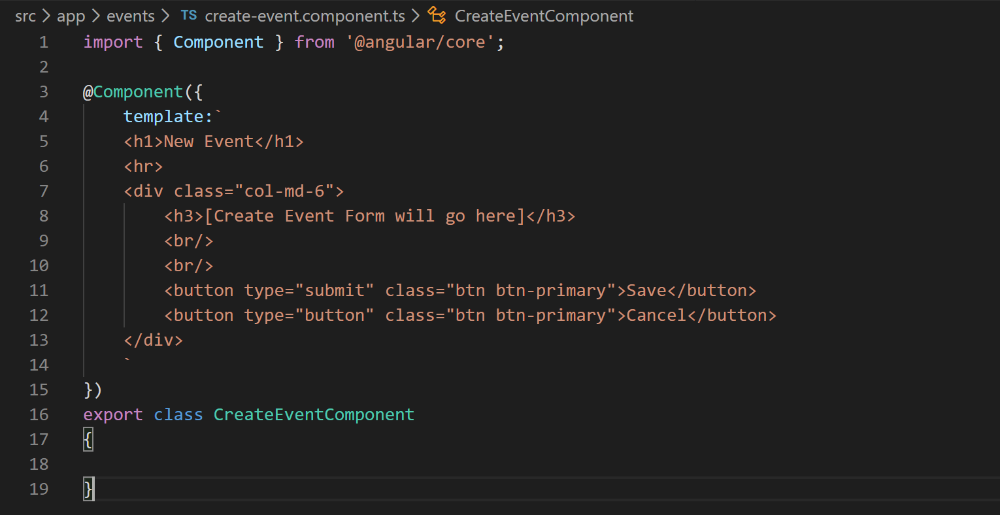 src > app > events > TS create-event.component.ts > CreateEventComponent
1 import { Component } from '@angular/core';
2
3 @Component({
4     template:`
5     <h1>New Event</h1>
6     <hr>
7     <div class="col-md-6">
8         <h3>[Create Event Form will go here]</h3>
9         <br/>
10         <br/>
11         <button type="submit" class="btn btn-primary">Save</button>
12         <button type="button" class="btn btn-primary">Cancel</button>
13     </div>
14     `
15 })
16 export class CreateEventComponent
17 {
18
19 }